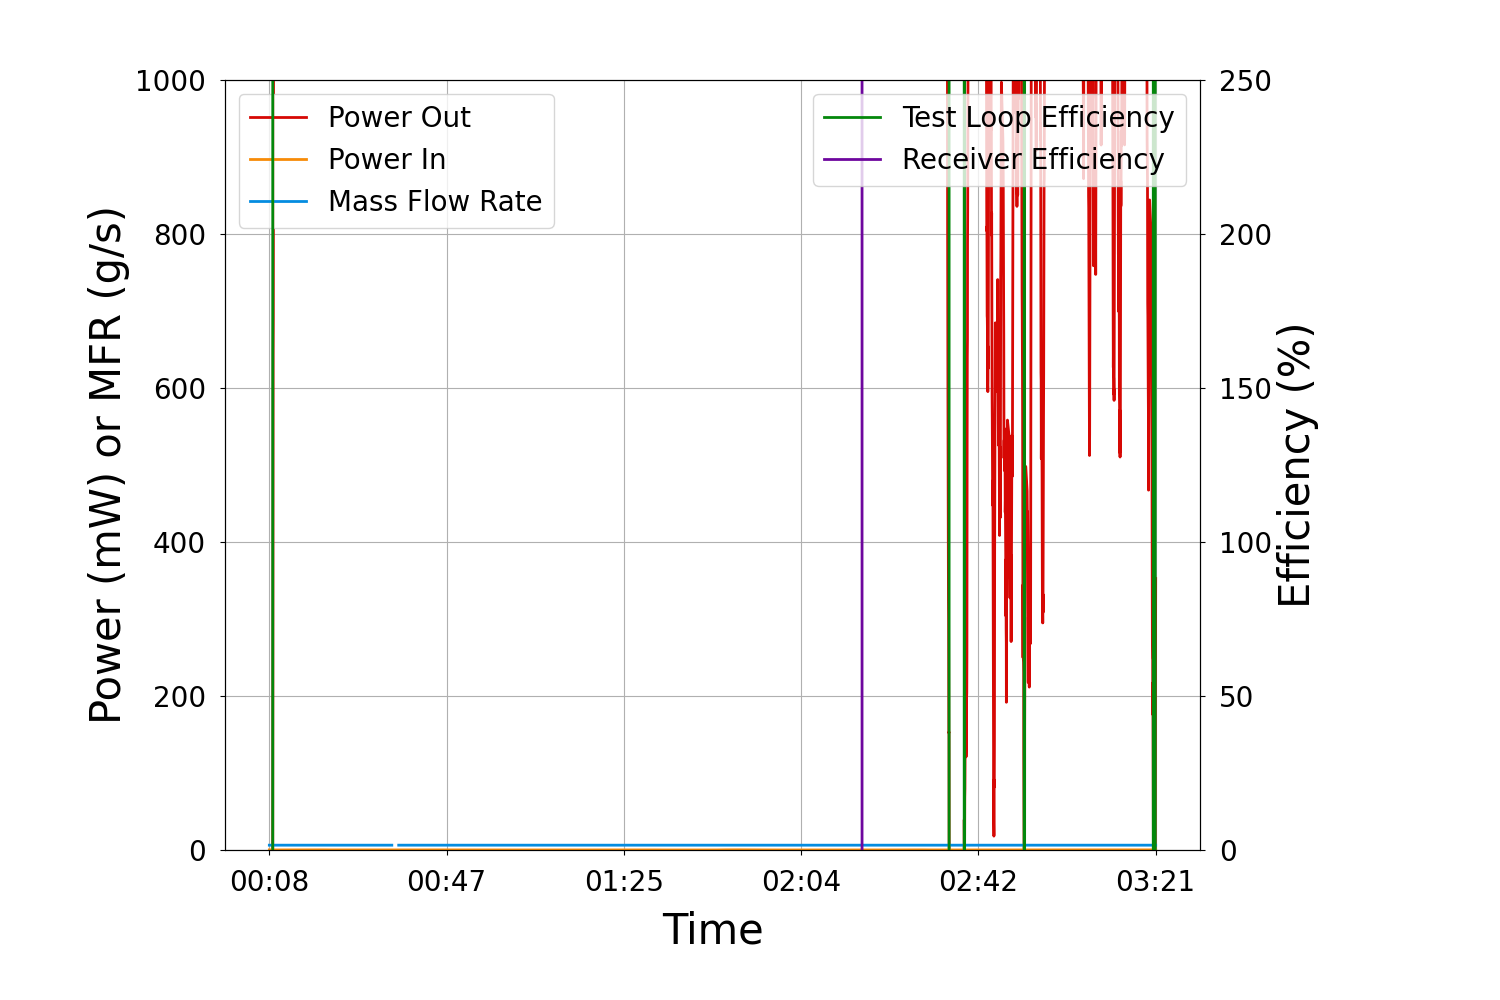 1000
800
600
400
200
0
Power (mW) or MFR (g/s)
Power Out
Power In
Mass Flow Rate
Test Loop Efficiency
Receiver Efficiency
250
200
150
100
50
0
Efficiency (%)
00:08
00:47
01:25
02:04
02:42
03:21
Time